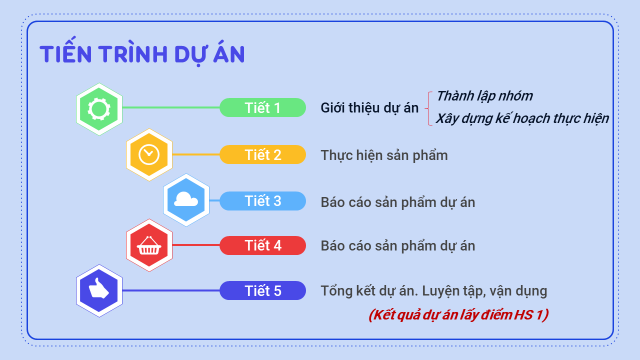 TIẾN TRÌNH DỰ ÁN
Tiết 1 Giới thiệu dự án
Thành lập nhóm
Xây dựng kế hoạch thực hiện
Tiết 2 Thực hiện sản phẩm
Tiết 3 Báo cáo sản phẩm dự án
Tiết 4 Báo cáo sản phẩm dự án
Tiết 5 Tổng kết dự án. Luyện tập, vận dụng
(Kết quả dự án lấy điểm HS 1)